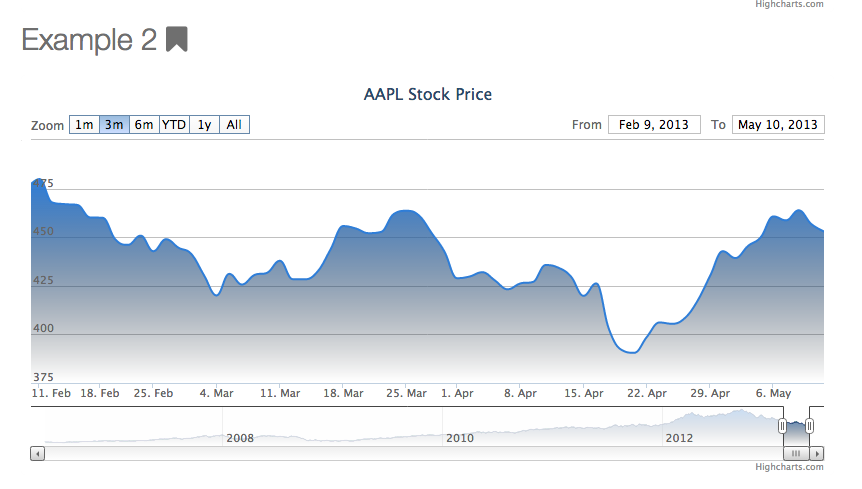 Highcharts.com
Example 2
AAPL Stock Price
Zoom 1m 3m 6m YTD 1y All From Feb 9, 2013 To May 10, 2013
475
450
425
400
375
11. Feb 18. Feb 25. Feb 4. Mar 11. Mar 18. Mar 25. Mar 1. Apr 8. Apr 15. Apr 22. Apr 29. Apr 6. May
2008 2010 2012
Highcharts.com